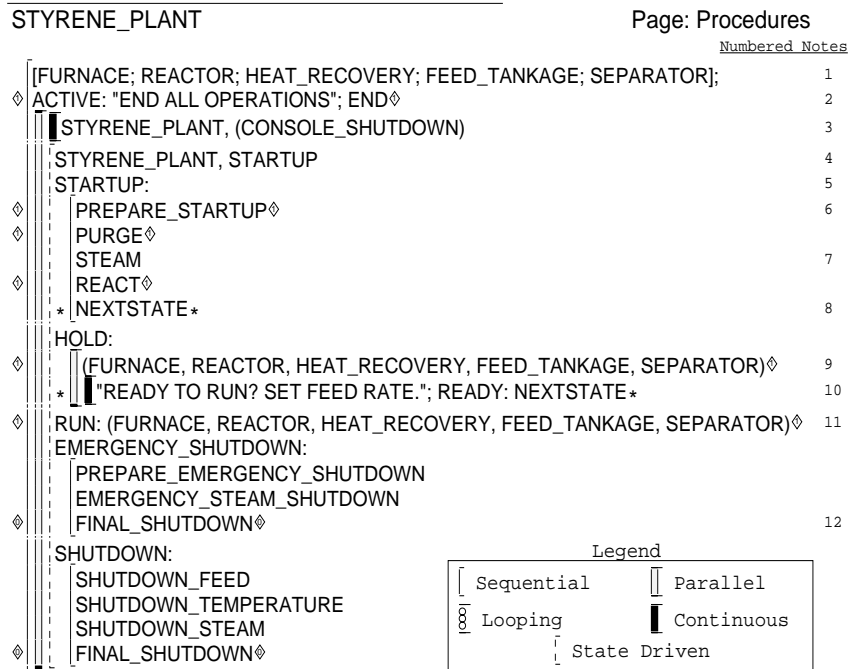 STYRENE_PLANT Page: Procedures
Numbered Notes
[FURNACE; REACTOR; HEAT_RECOVERY; FEED_TANKAGE; SEPARATOR]; 1
ACTIVE: "END ALL OPERATIONS"; END 2
STYRENE_PLANT, (CONSOLE_SHUTDOWN) 3
STYRENE_PLANT, STARTUP 4
STARTUP: 5
PREPARE_STARTUP 6
PURGE
STEAM 7
REACT
* NEXTSTATE* 8
HOLD:
(FURNACE, REACTOR, HEAT_RECOVERY, FEED_TANKAGE, SEPARATOR) 9
* "READY TO RUN? SET FEED RATE."; READY: NEXTSTATE* 10
RUN: (FURNACE, REACTOR, HEAT_RECOVERY, FEED_TANKAGE, SEPARATOR) 11
EMERGENCY_SHUTDOWN:
PREPARE_EMERGENCY_SHUTDOWN
EMERGENCY_STEAM_SHUTDOWN
FINAL_SHUTDOWN 12
SHUTDOWN:
SHUTDOWN_FEED
SHUTDOWN_TEMPERATURE
SHUTDOWN_STEAM
FINAL_SHUTDOWN
Legend
Sequential Parallel
Looping Continuous
State Driven